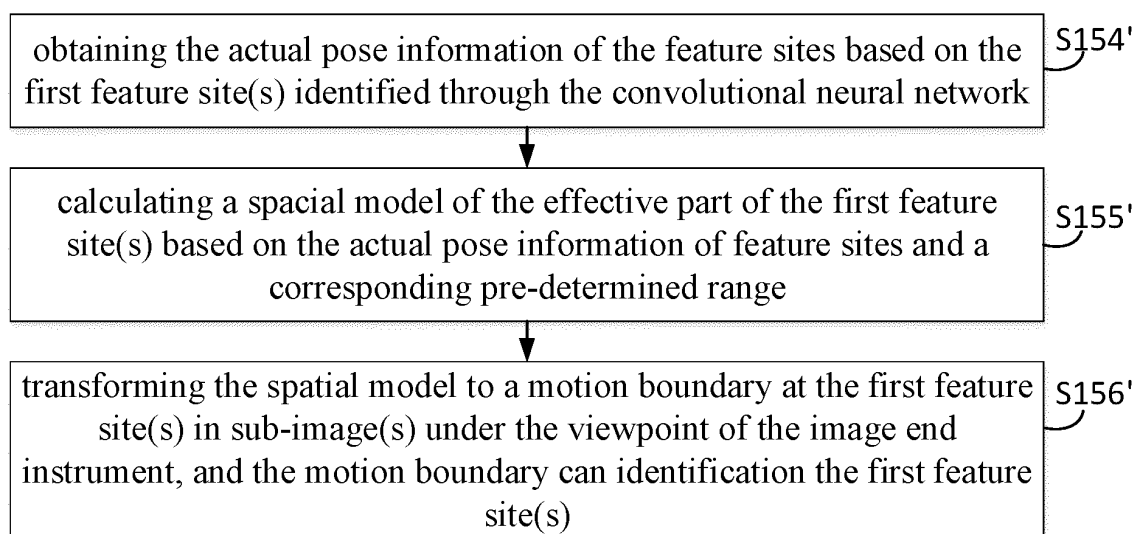 obtaining the actual pose information of the feature sites based on the
first feature site(s) identified through the convolutional neural network
S154'
calculating a spacial model of the effective part of the first feature
site(s) based on the actual pose information of feature sites and a
corresponding pre-determined range
S155'
transforming the spatial model to a motion boundary at the first feature
site(s) in sub-image(s) under the viewpoint of the image end
instrument, and the motion boundary can identification the first feature
site(s)
S156'